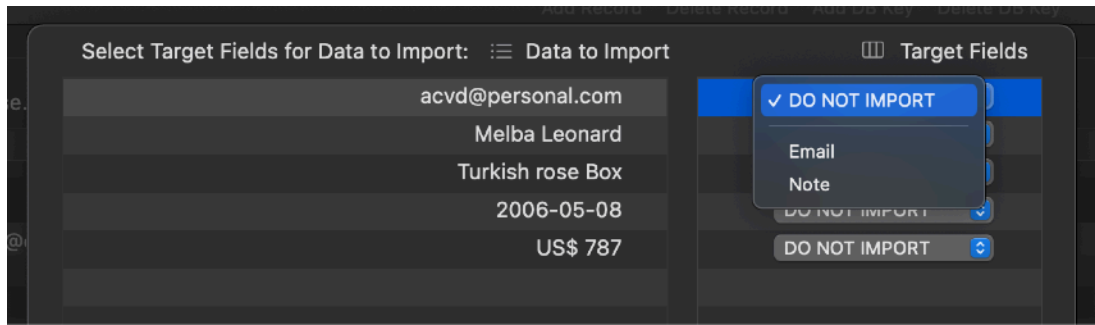 Add Record Delete Record Add DB Key Delete DB Key
Select Target Fields for Data to Import: Data to Import Target Fields
acvd@personal.com ✓ DO NOT IMPORT
Melba Leonard
Email
Turkish rose Box
Note
2006-05-08 DO NOT IMPORT
US$ 787 DO NOT IMPORT